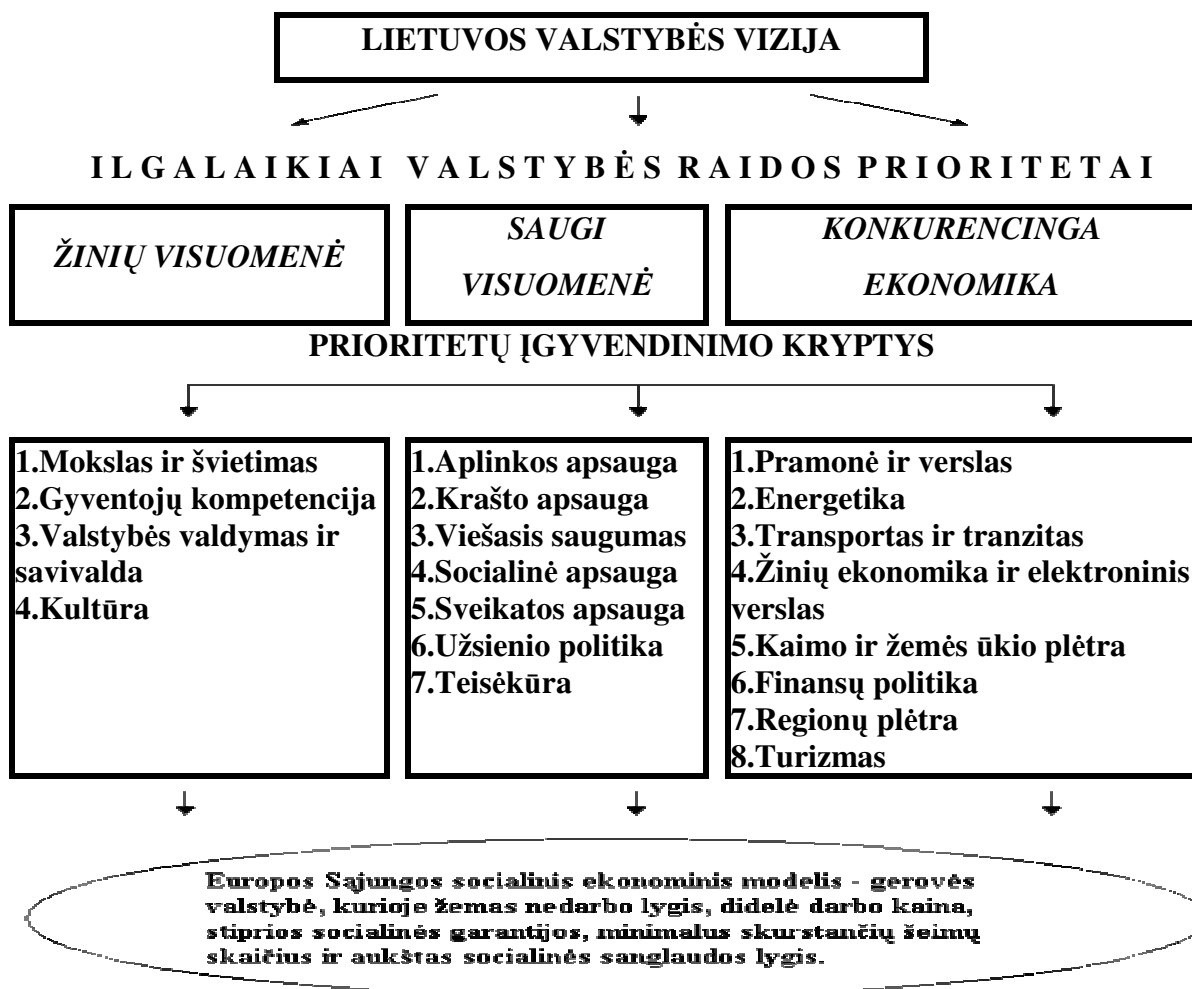 LIETUVOS VALSTYBĖS VIZIJA
I L G A L A I K I A I V A L S T Y B Ė S R A I D O S P R I O R I T E T A I
ŽINIŲ VISUOMENĖ
SAUGI
VISUOMENĖ
KONKURENCINGA
EKONOMIKA
PRIORITETŲ ĮGYVENDINIMO KRYPTYS
1.Mokslas ir švietimas
2.Gyventojų kompetencija
3.Valstybės valdymas ir
savivalda
4.Kultūra
1.Aplinkos apsauga
2.Krašto apsauga
3.Viešasis saugumas
4.Socialinė apsauga
5.Sveikatos apsauga
6.Užsienio politika
7.Teisėkūra
1.Pramonė ir verslas
2.Energetika
3.Transportas ir tranzitas
4.Žinių ekonomika ir elektroninis
verslas
5.Kaimo ir žemės ūkio plėtra
6.Finansų politika
7.Regionų plėtra
8.Turizmas
Europos Sąjungos socialinis ekonominis modelis - gerovės
valstybė, kurioje žemas nedarbo lygis, didelė darbo kaina,
stiprios socialinės garantijos, minimalus skurstančių šeimų
skaičius ir aukštas socialinės sanglaudos lygis.